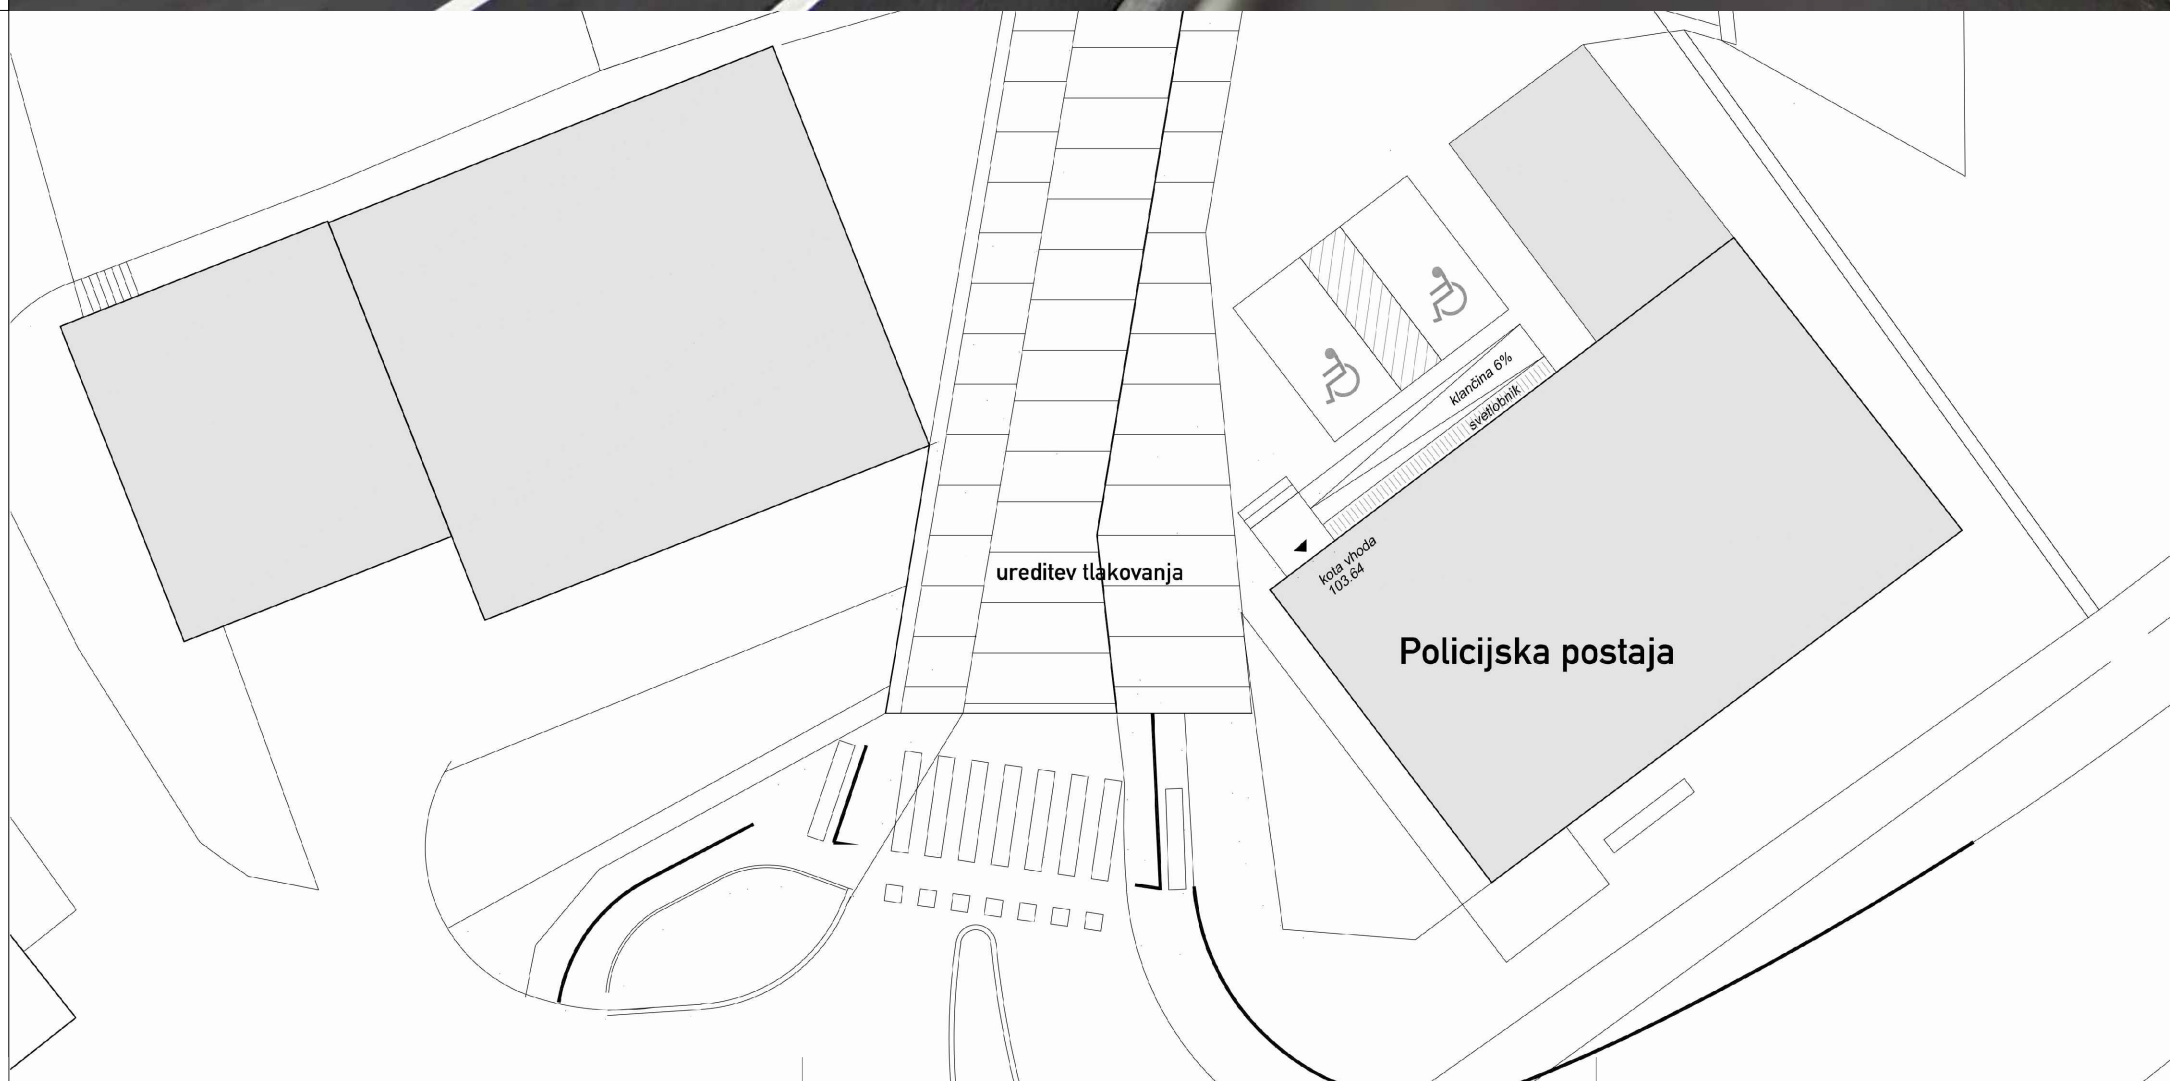 klančina 6%
svetlobnik
kota vhoda
103.64
ureditev tlakovanja
Policijska postaja